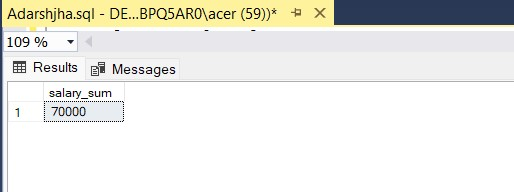 Adarshjha.sql - DE...BPQ5AR0\acer (59))*
109 %
Results Messages
salary_sum
1 70000